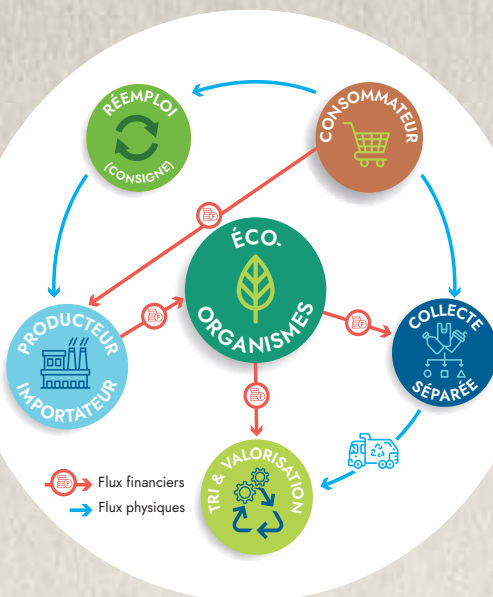 RÉEMPLOI
(CONSIGNE)
CONSOMMATEUR
ÉCO-
ORGANISMES
PRODUCTEUR
IMPORTATEUR
COLLECTE
SÉPARÉE
TRI & VALORISATION
Flux financiers
Flux physiques